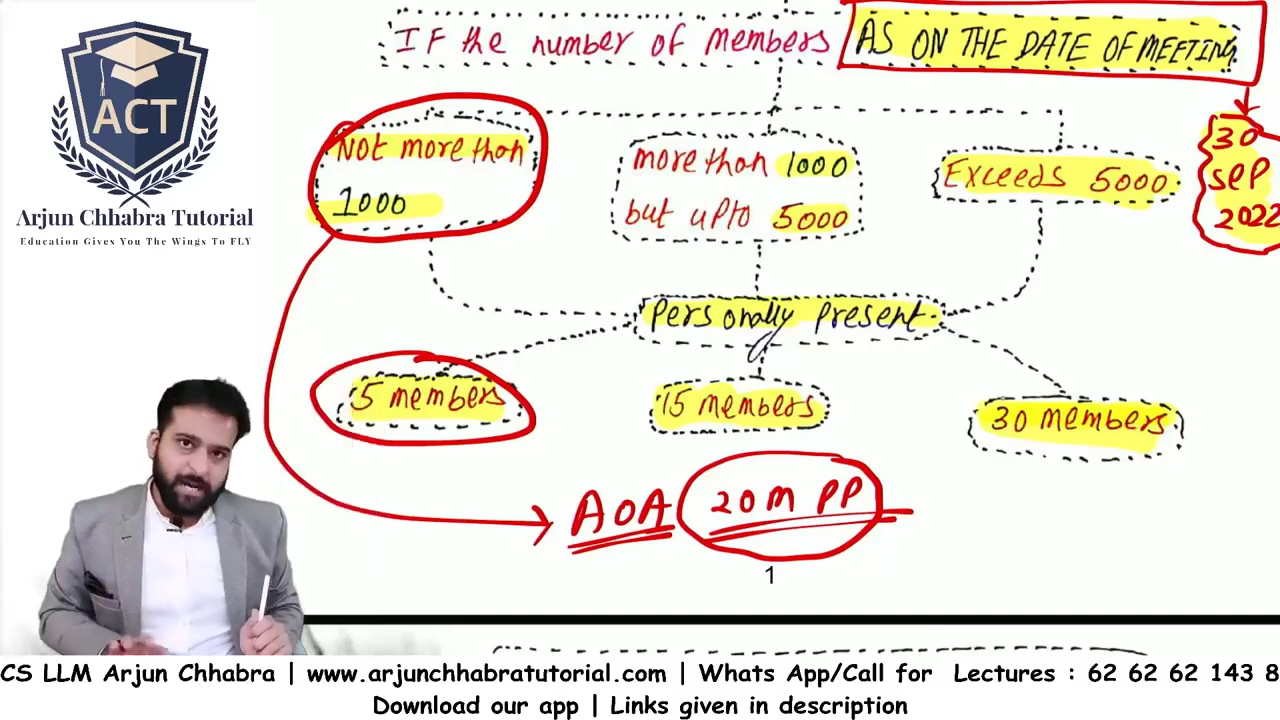 IF the number of members AS ON THE DATE OF MEETING
ACT
Arjun Chhabra Tutorial
Education Gives You The Wings To FLY
Not more than
1000
more than 1000
but upto 5000
Exceeds 5000
30
SEP
2022
Personally present.
5 members
15 members
30 members
AOA 20 M PP
1
CS LLM Arjun Chhabra | www.arjunchhabratutorial.com | Whats App/Call for Lectures : 62 62 62 143 8
Download our app | Links given in description